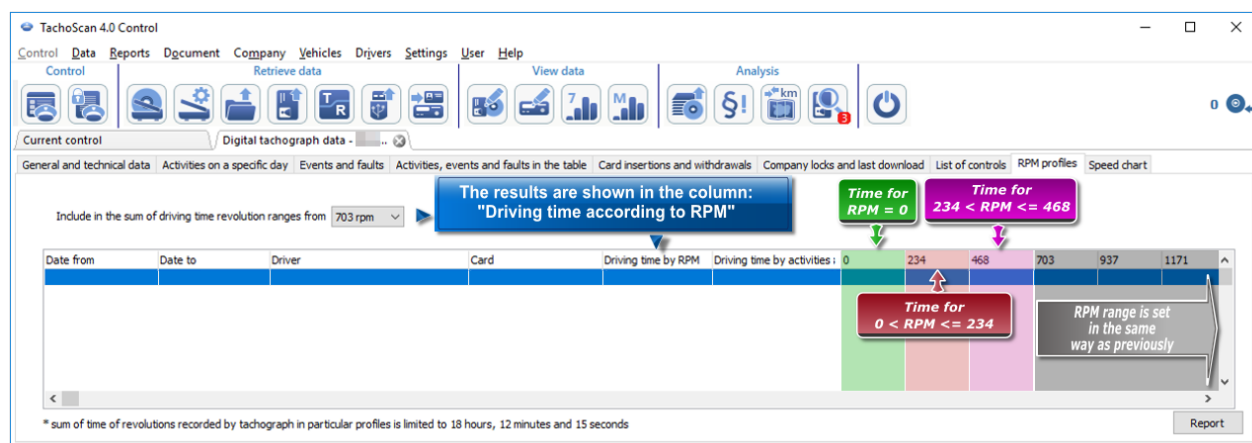 TachoScan 4.0 Control
Control Data Reports Document Company Vehicles Drivers Settings User Help
Control Retrieve data View data Analysis
T R 7 M §! km 3 0
Current control Digital tachograph data - ..
General and technical data Activities on a specific day Events and faults Activities, events and faults in the table Card insertions and withdrawals Company locks and last download List of controls RPM profiles Speed chart
Include in the sum of driving time revolution ranges from 703 rpm
The results are shown in the column:
"Driving time according to RPM"
Time for
RPM = 0
Time for
234 < RPM <= 468
Date from Date to Driver Card Driving time by RPM Driving time by activities 0 234 468 703 937 1171
Time for
0 < RPM <= 234
RPM range is set
in the same
way as previously
* sum of time of revolutions recorded by tachograph in particular profiles is limited to 18 hours, 12 minutes and 15 seconds
Report